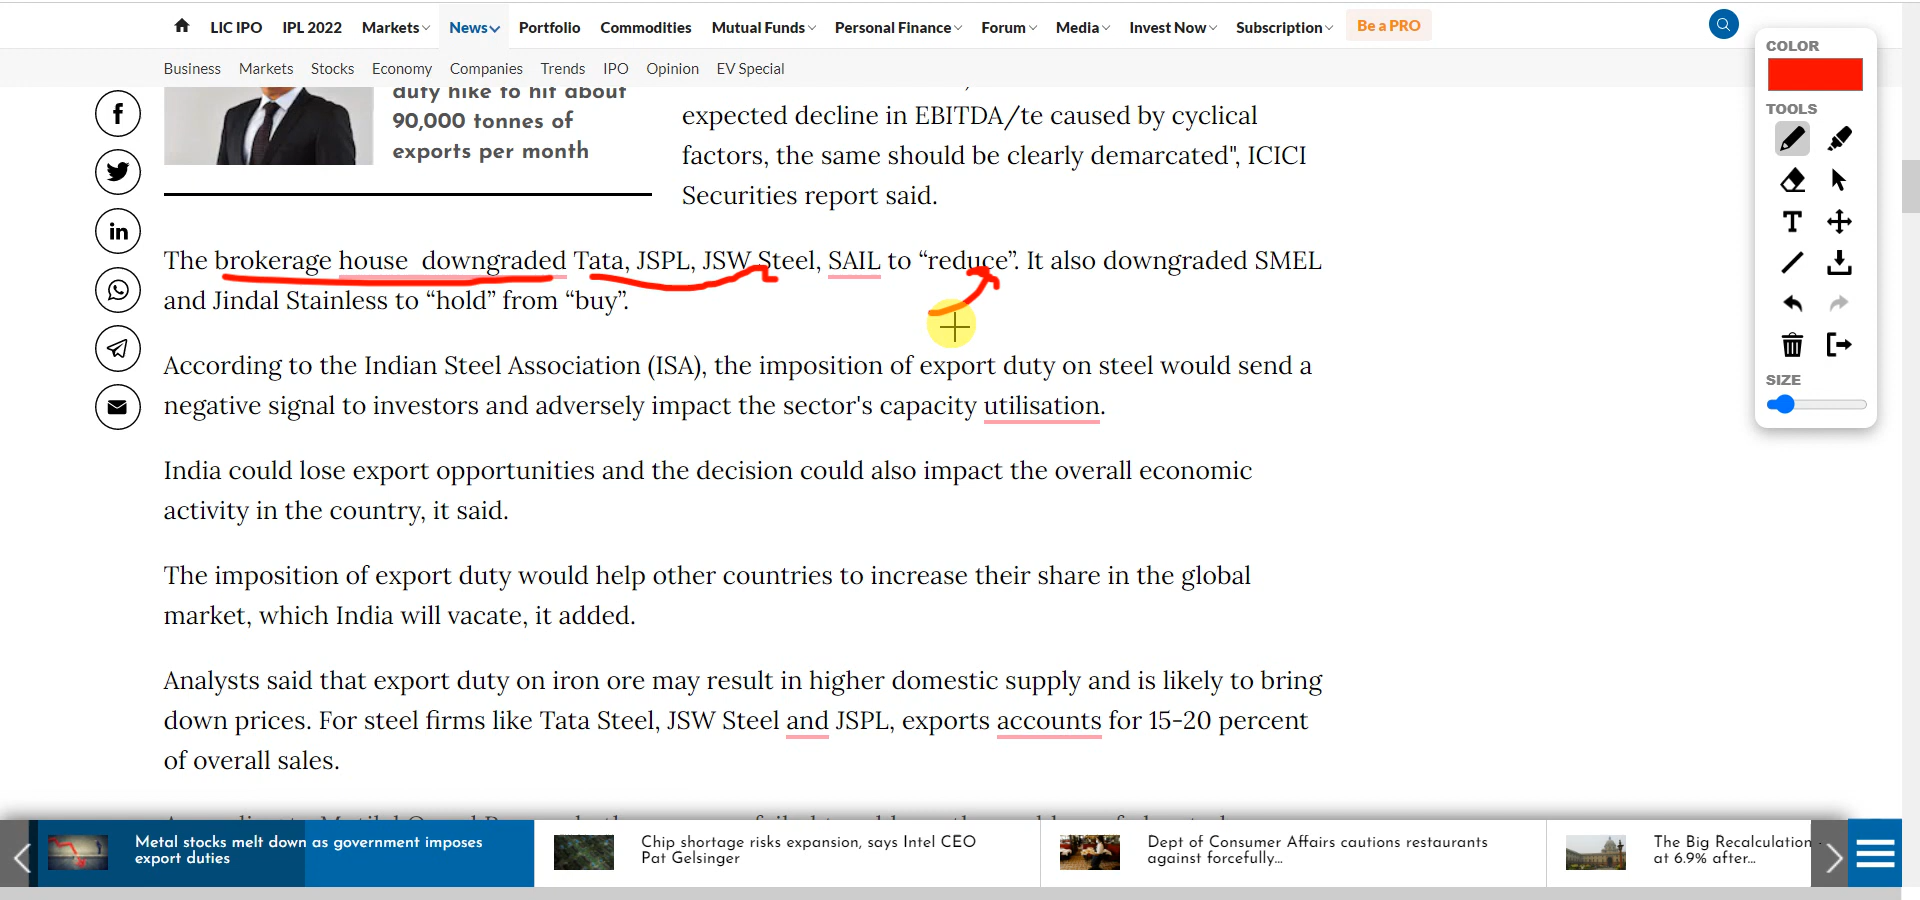 LIC IPO IPL 2022 Markets News Portfolio Commodities Mutual Funds Personal Finance Forum Media Invest Now Subscription Be a PRO
Business Markets Stocks Economy Companies Trends IPO Opinion EV Special
duty hike to hit about
90,000 tonnes of
exports per month
expected decline in EBITDA/te caused by cyclical
factors, the same should be clearly demarcated", ICICI
Securities report said.
The brokerage house downgraded Tata, JSPL, JSW Steel, SAIL to “reduce”. It also downgraded SMEL
and Jindal Stainless to “hold” from “buy”.
According to the Indian Steel Association (ISA), the imposition of export duty on steel would send a
negative signal to investors and adversely impact the sector's capacity utilisation.
India could lose export opportunities and the decision could also impact the overall economic
activity in the country, it said.
The imposition of export duty would help other countries to increase their share in the global
market, which India will vacate, it added.
Analysts said that export duty on iron ore may result in higher domestic supply and is likely to bring
down prices. For steel firms like Tata Steel, JSW Steel and JSPL, exports accounts for 15-20 percent
of overall sales.
Metal stocks melt down as government imposes
export duties
Chip shortage risks expansion, says Intel CEO
Pat Gelsinger
Dept of Consumer Affairs cautions restaurants
against forcefully...
The Big Recalculation -
at 6.9% after...
COLOR
TOOLS
T
SIZE
f
in